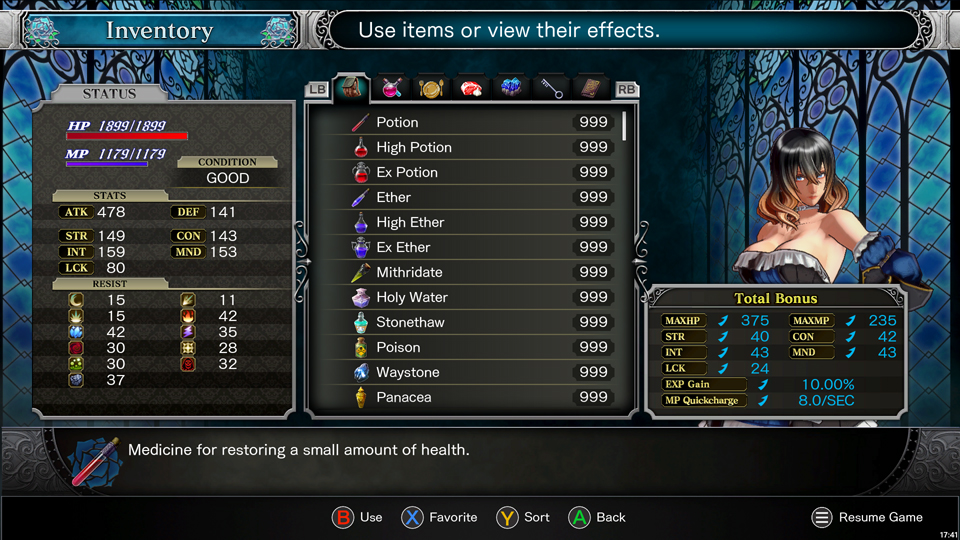 Inventory
Use items or view their effects.
STATUS
HP 1899/1899
MP 1179/1179
CONDITION
GOOD
STATS
ATK 478 DEF 141
STR 149 CON 143
INT 159 MND 153
LCK 80
RESIST
15 11
15 42
42 35
30 28
30 32
37
LB RB
Potion 999
High Potion 999
Ex Potion 999
Ether 999
High Ether 999
Ex Ether 999
Mithridate 999
Holy Water 999
Stonethaw 999
Poison 999
Waystone 999
Panacea 999
Total Bonus
MAXHP 375 MAXMP 235
STR 40 CON 42
INT 43 MND 43
LCK 24
EXP Gain 10.00%
MP Quickcharge 8.0/SEC
Medicine for restoring a small amount of health.
B Use X Favorite Y Sort A Back
Resume Game
17:41